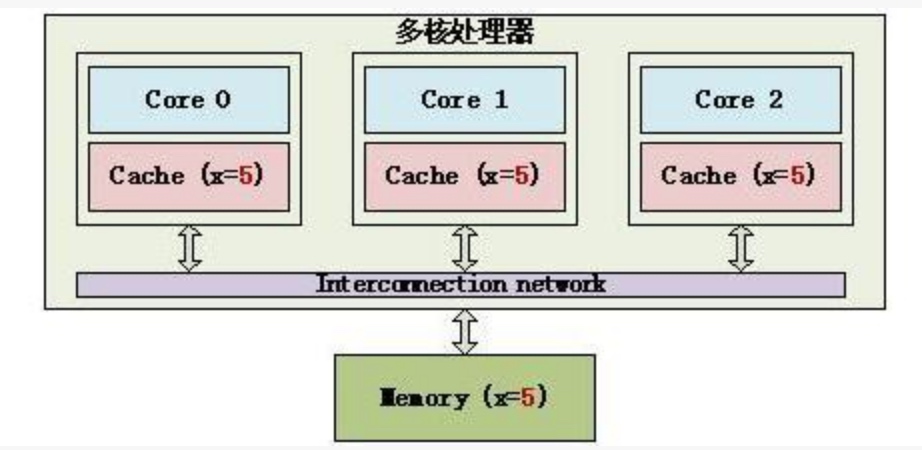 多核处理器
Core 0
Core 1
Core 2
Cache (x=5)
Cache (x=5)
Cache (x=5)
Interconnection network
Memory (x=5)